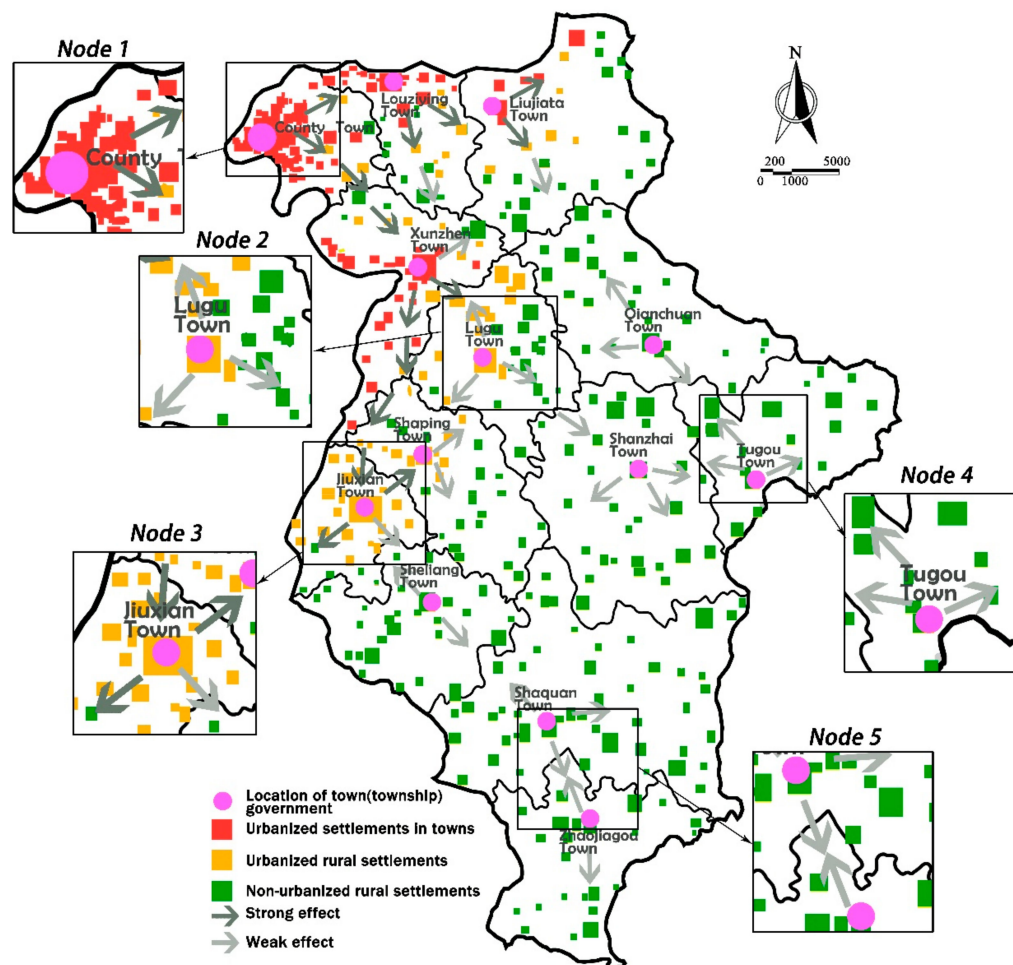 Node 1
County T
Node 2
Lugu
Town
Node 3
Jiuxian
Town
Node 4
Tugou
Town
Node 5
N
200
5000
0
1000
County Town
Louziying
Town
Liujiata
Town
Xunzhen
Town
Lugu
Town
Qianchuan
Town
Shaping
Town
Shanzhai
Town
Tugou
Town
Jiuxian
Town
Sheliang
Town
Shaquan
Town
Zhaojiagou
Town
Location of town(township)
government
Urbanized settlements in towns
Urbanized rural settlements
Non-urbanized rural settlements
Strong effect
Weak effect